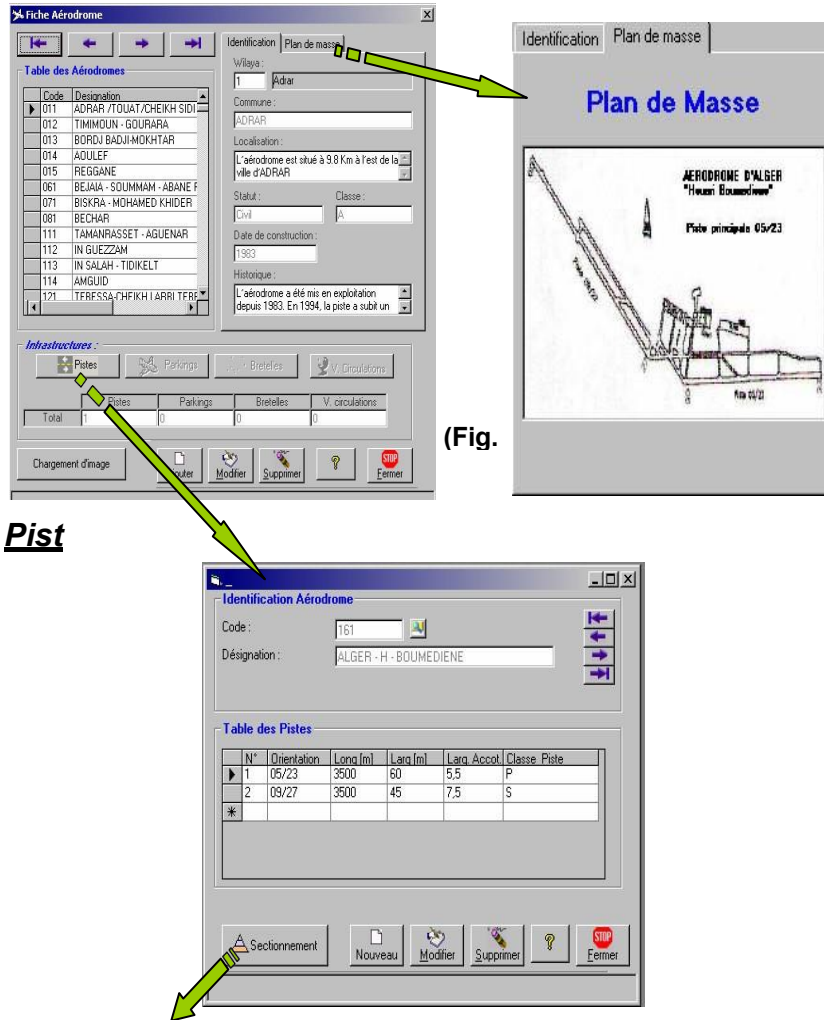 Fiche Aérodrome
Table des Aérodromes
Code Designation
011 ADRAR /TOUAT/CHEIKH SIDI
012 TIMIMOUN - GOURARA
013 BORDJ BADJI-MOKHTAR
014 AOULEF
015 REGGANE
061 BEJAIA - SOUMMAM - ABANE
071 BISKRA - MOHAMED KHIDER
081 BECHAR
111 TAMANRASSET - AGUENAR
112 IN GUEZZAM
113 IN SALAH - TIDIKELT
114 AMGUID
121 TEBESSA-CHEIKH LARBI
Identification Plan de masse
Wilaya :
1 Adrar
Commune :
ADRAR
Localisation :
L'aérodrome est situé à 9.8 Km à l'est de la
ville d'ADRAR
Statut : Classe :
Civil A
Date de construction :
1983
Historique :
L'aérodrome a été mis en exploitation
depuis 1983. En 1994, la piste a subit un
Infrastructures :
Pistes Parkings Bretelles V. Circulations
Pistes Parkings Bretelles V. circulations
Total 1 0 0 0
Chargement d'image
outer Modifier Supprimer ? STOP Fermer
Identification Plan de masse
Plan de Masse
AERODROME D'ALGER
"Houari Boumediene"
Piste principale 05/23
(Fig.
Pist
Identification Aérodrome
Code : 161
Désignation : ALGER - H - BOUMEDIENE
Table des Pistes
N° Orientation Long [m] Larg [m] Larg. Accot. Classe Piste
1 05/23 3500 60 5,5 P
2 09/27 3500 45 7,5 S
Sectionnement Nouveau Modifier Supprimer ? STOP Fermer